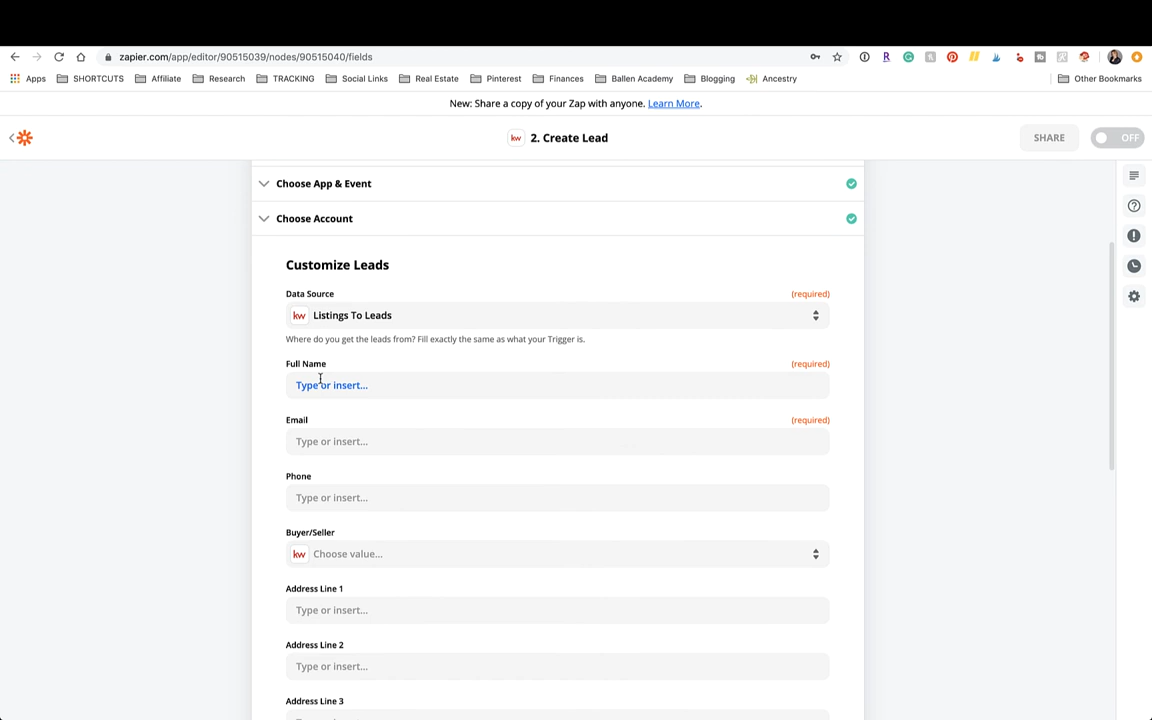 zapier.com/app/editor/90515039/nodes/90515040/fields
Apps SHORTCUTS Affiliate Research TRACKING Social Links Real Estate Pinterest Finances Ballen Academy Blogging Ancestry Other Bookmarks
New: Share a copy of your Zap with anyone. Learn More.
kw 2. Create Lead SHARE OFF
Choose App & Event
Choose Account
Customize Leads
Data Source (required)
kw Listings To Leads
Where do you get the leads from? Fill exactly the same as what your Trigger is.
Full Name (required)
Type or insert...
Email (required)
Type or insert...
Phone
Type or insert...
Buyer/Seller
kw Choose value...
Address Line 1
Type or insert...
Address Line 2
Type or insert...
Address Line 3